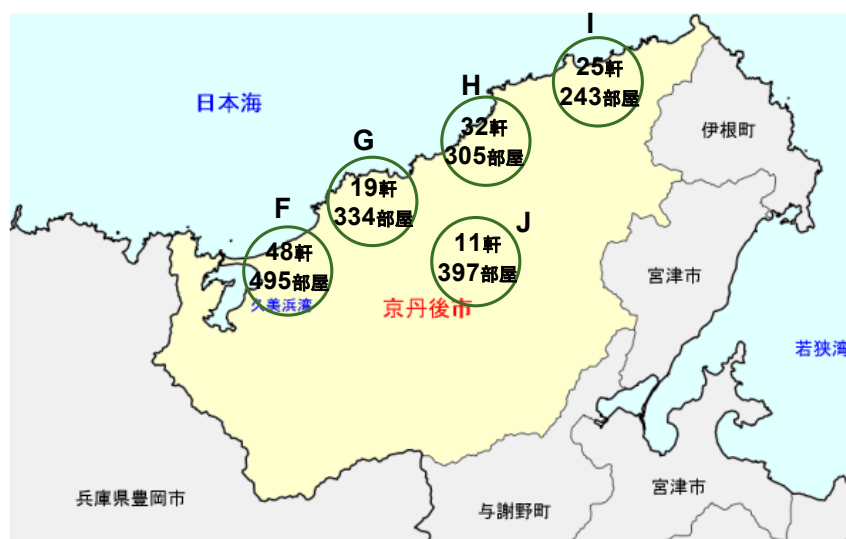 I
25軒
243部屋
日本海
H
32軒
305部屋
伊根町
G
19軒
334部屋
F
48軒
495部屋
久美浜湾
J
11軒
397部屋
京丹後市
宮津市
若狭湾
兵庫県豊岡市
与謝野町
宮津市